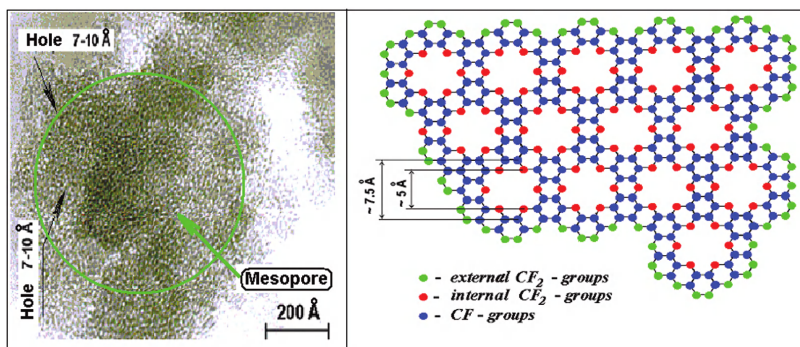 Hole 7-10 Å
Hole 7-10 Å
Mesopore
200 Å
~ 7.5 Å
~ 5 Å
- external CF₂ - groups
- internal CF₂ - groups
- CF - groups